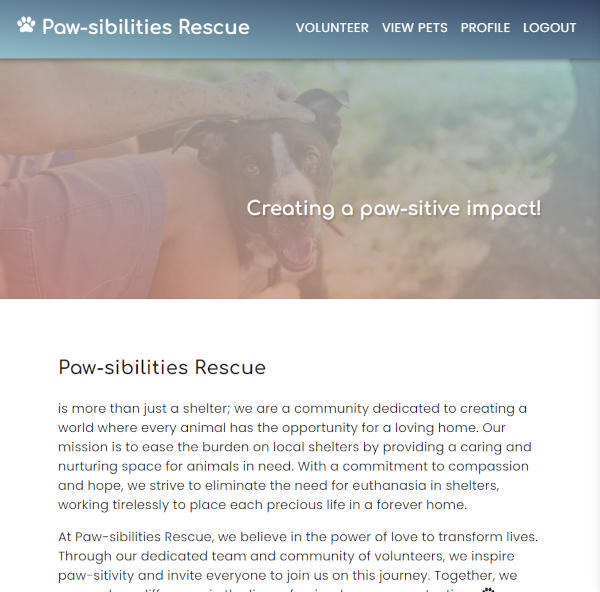 Paw-sibilities Rescue VOLUNTEER VIEW PETS PROFILE LOGOUT
Creating a paw-sitive impact!
Paw-sibilities Rescue
is more than just a shelter; we are a community dedicated to creating a
world where every animal has the opportunity for a loving home. Our
mission is to ease the burden on local shelters by providing a caring and
nurturing space for animals in need. With a commitment to compassion
and hope, we strive to eliminate the need for euthanasia in shelters,
working tirelessly to place each precious life in a forever home.
At Paw-sibilities Rescue, we believe in the power of love to transform lives.
Through our dedicated team and community of volunteers, we inspire
paw-sitivity and invite everyone to join us on this journey. Together, we